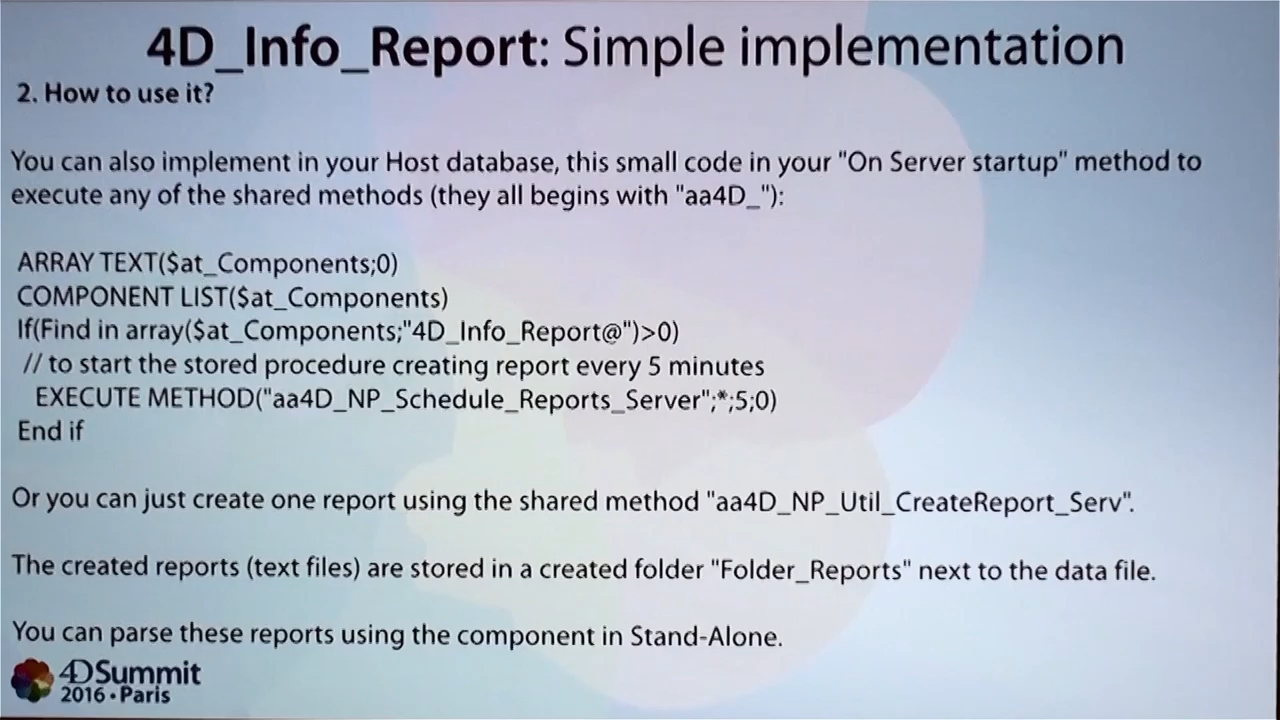 4D_Info_Report: Simple implementation
2. How to use it?
You can also implement in your Host database, this small code in your "On Server startup" method to
execute any of the shared methods (they all begins with "aa4D_"):
ARRAY TEXT($at_Components;0)
COMPONENT LIST($at_Components)
If(Find in array($at_Components;"4D_Info_Report@")>0)
// to start the stored procedure creating report every 5 minutes
EXECUTE METHOD("aa4D_NP_Schedule_Reports_Server";*;5;0)
End if
Or you can just create one report using the shared method "aa4D_NP_Util_CreateReport_Serv".
The created reports (text files) are stored in a created folder "Folder_Reports" next to the data file.
You can parse these reports using the component in Stand-Alone.
4D Summit
2016 • Paris